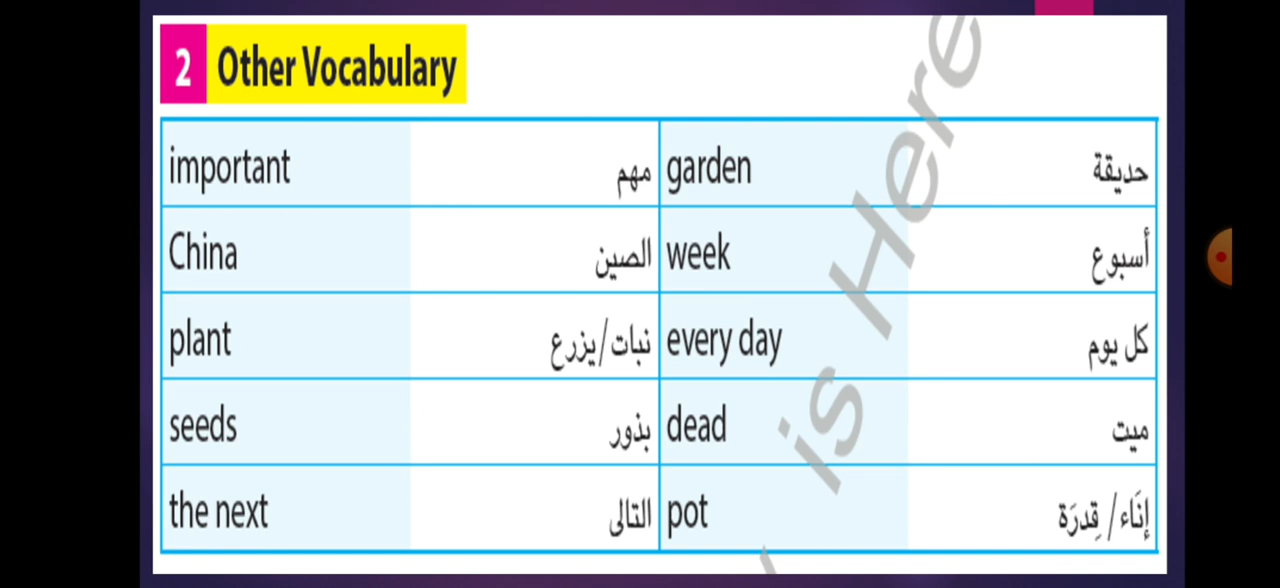 2 Other Vocabulary
important مهم garden حديقة
China الصين week أسبوع
plant نبات/يزرع every day كل يوم
seeds بذور dead ميت
the next التالى pot إنَاء/ قِدرَة
is Here